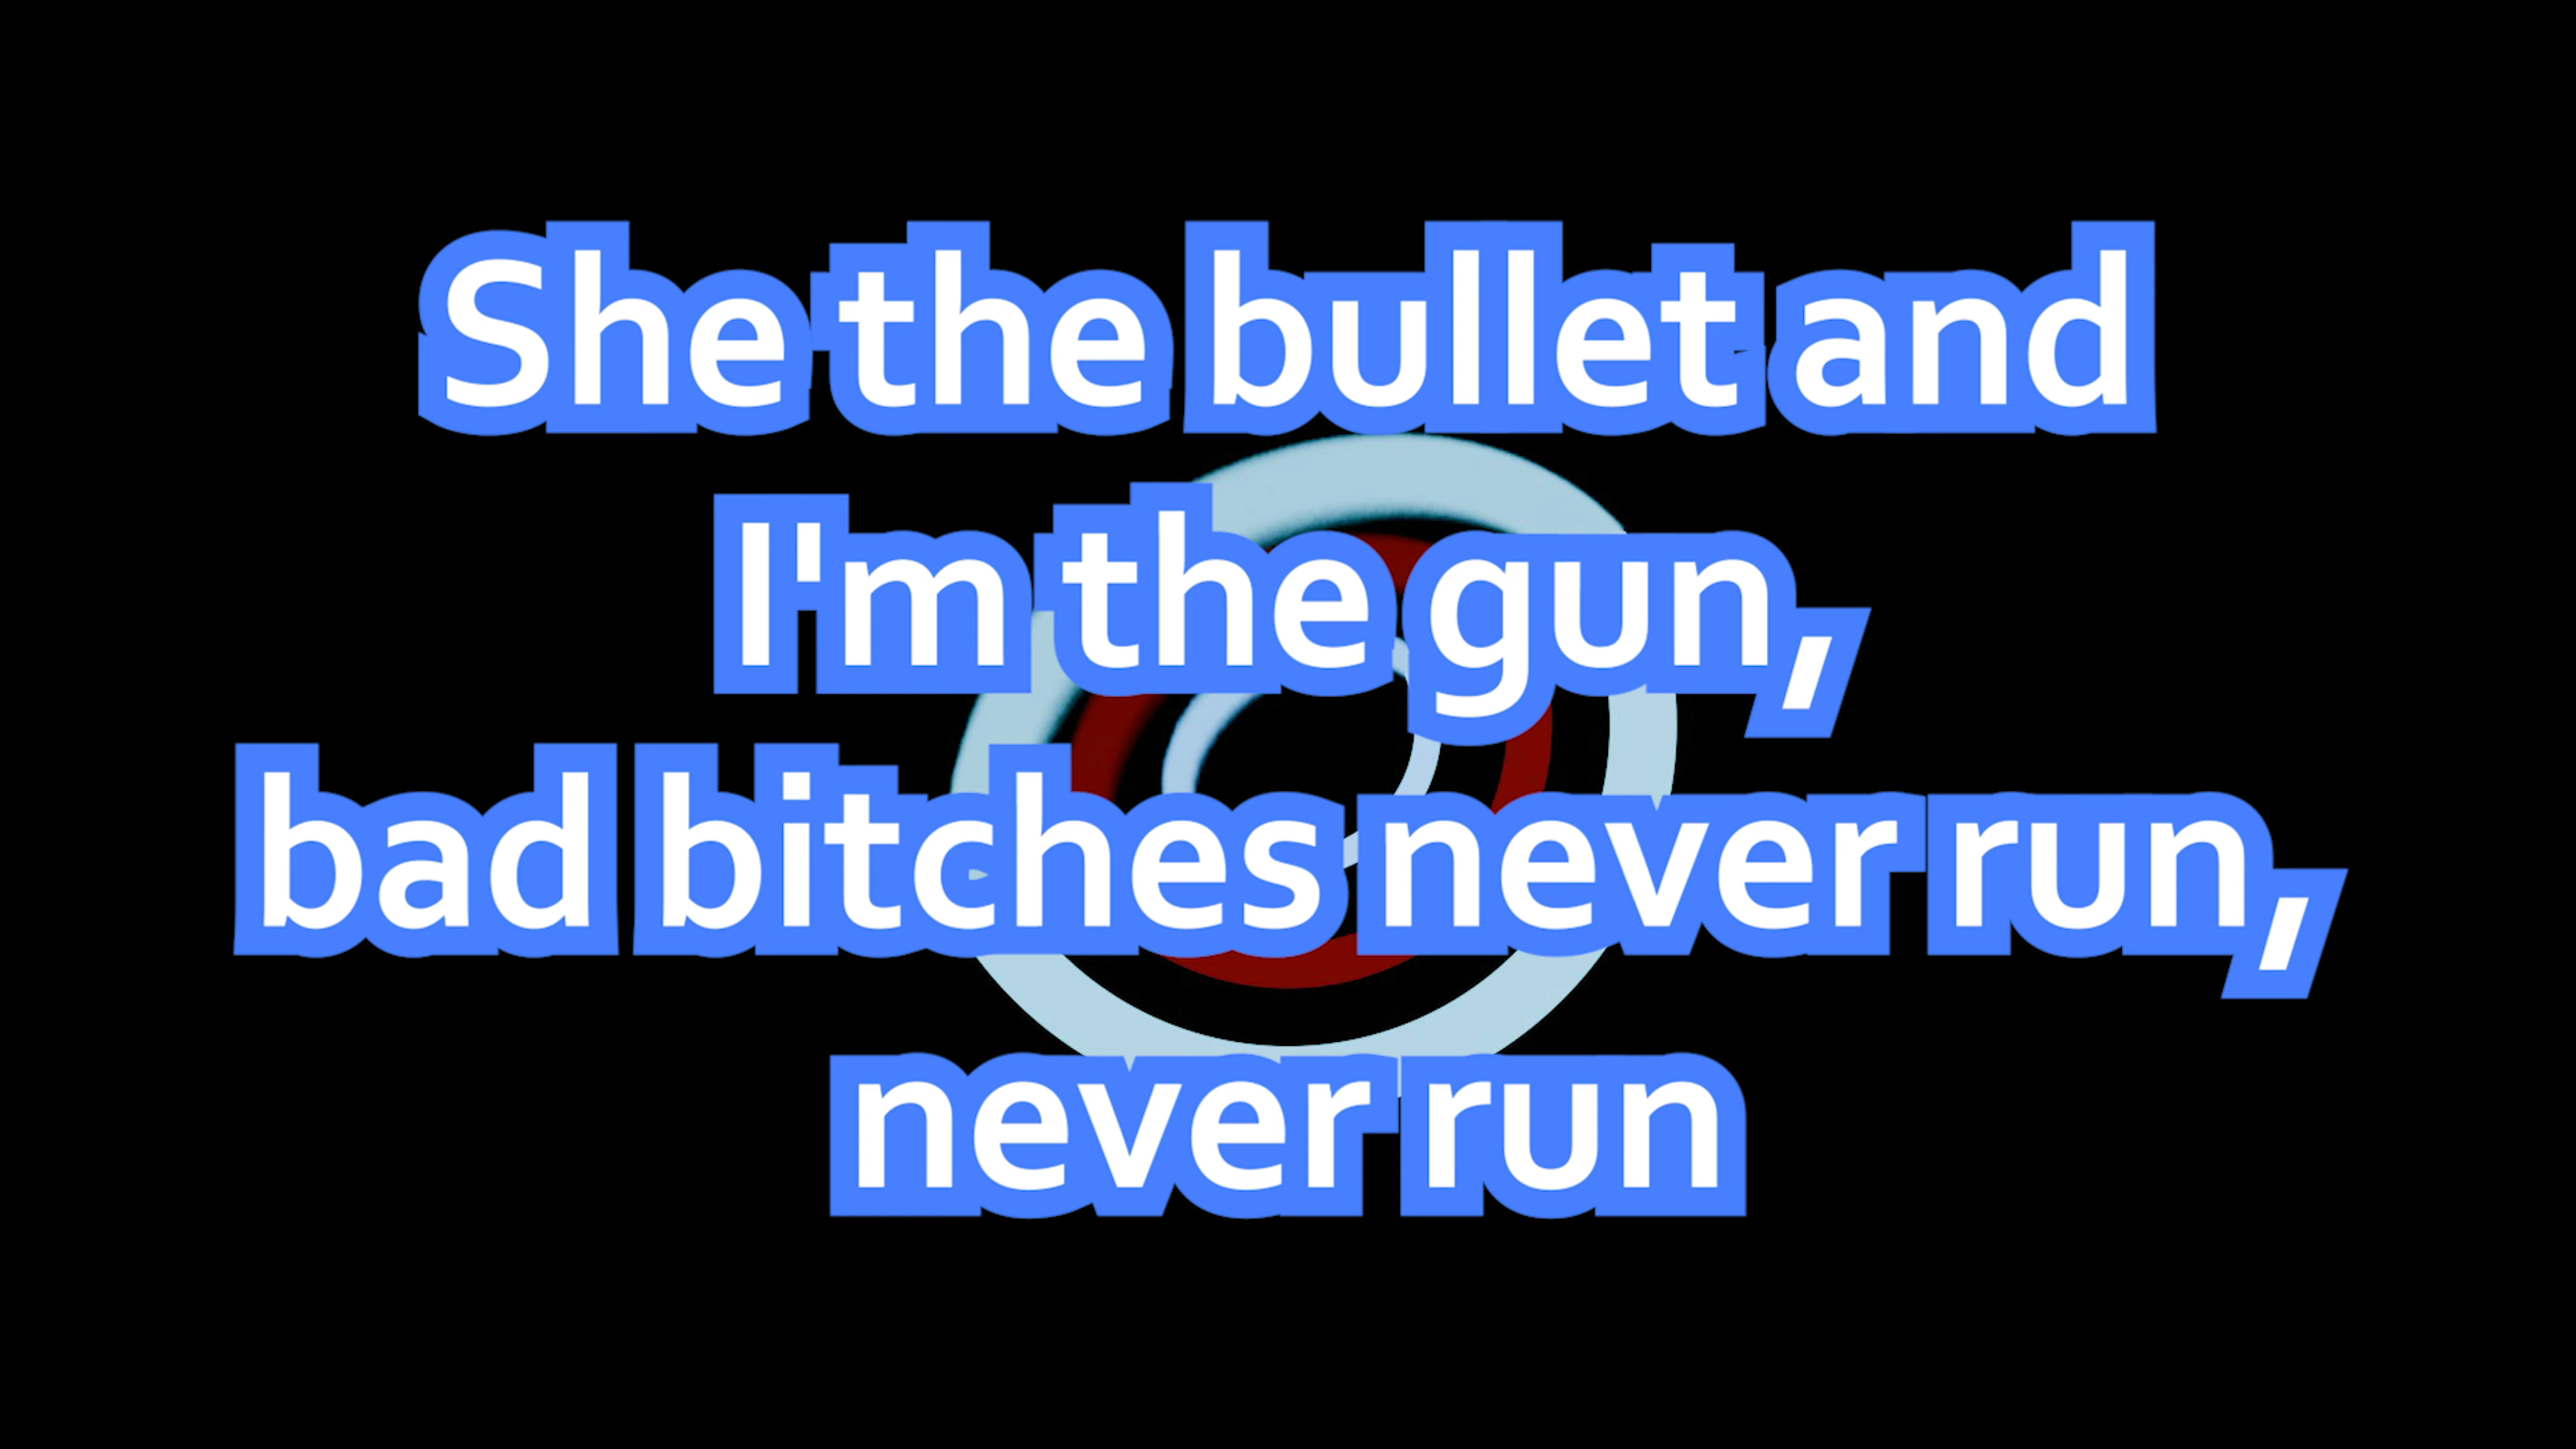 She the bullet and
I'm the gun,
bad bitches never run,
never run